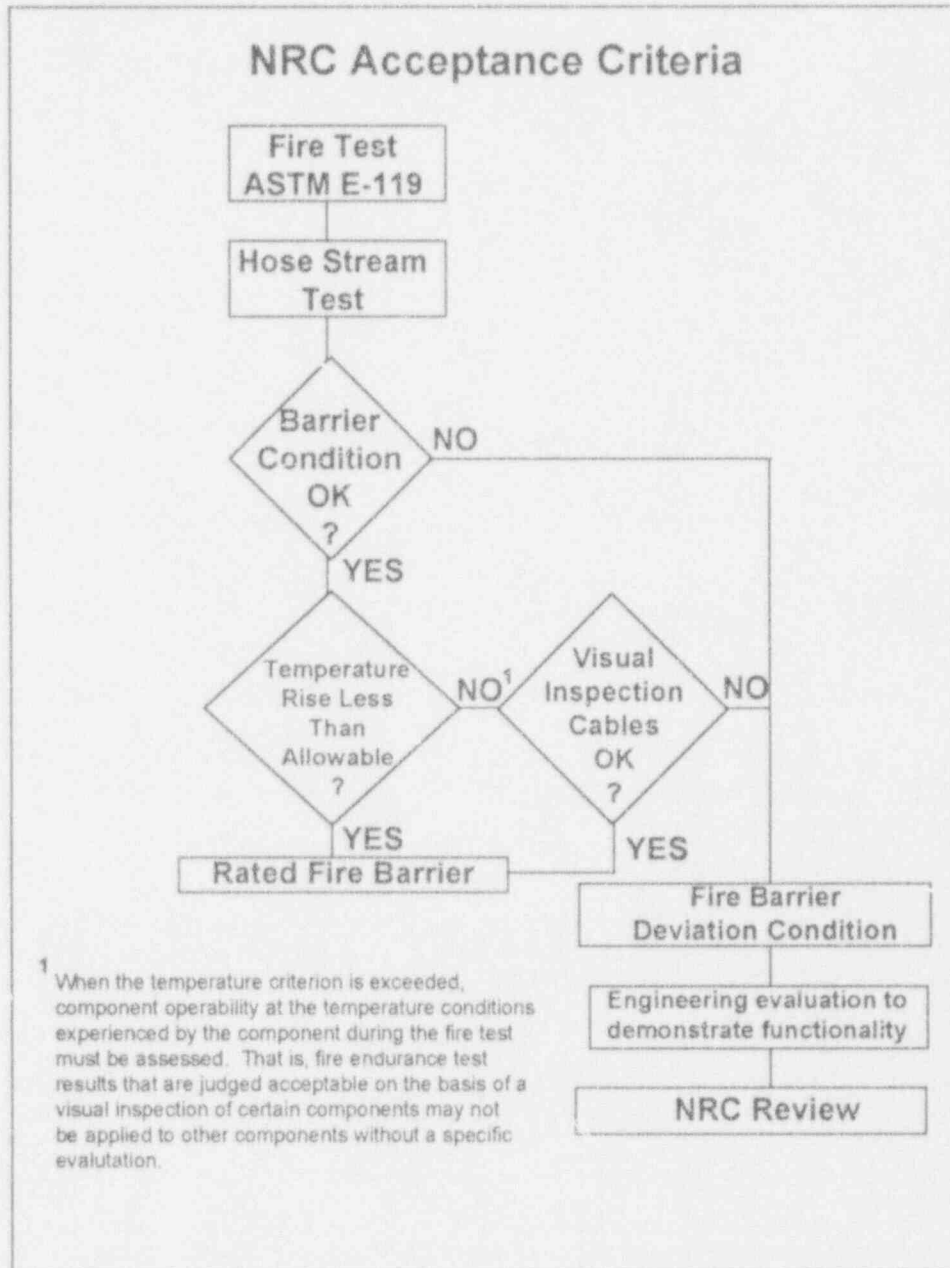 NRC Acceptance Criteria
Fire Test
ASTM E-119
Hose Stream
Test
Barrier
Condition
OK
?
NO
YES
Temperature
Rise Less
Than
Allowable
?
NO¹
Visual
Inspection
Cables
OK
?
NO
YES
YES
Rated Fire Barrier
Fire Barrier
Deviation Condition
Engineering evaluation to
demonstrate functionality
NRC Review
1
When the temperature criterion is exceeded,
component operability at the temperature conditions
experienced by the component during the fire test
must be assessed. That is, fire endurance test
results that are judged acceptable on the basis of a
visual inspection of certain components may not
be applied to other components without a specific
evalutation.